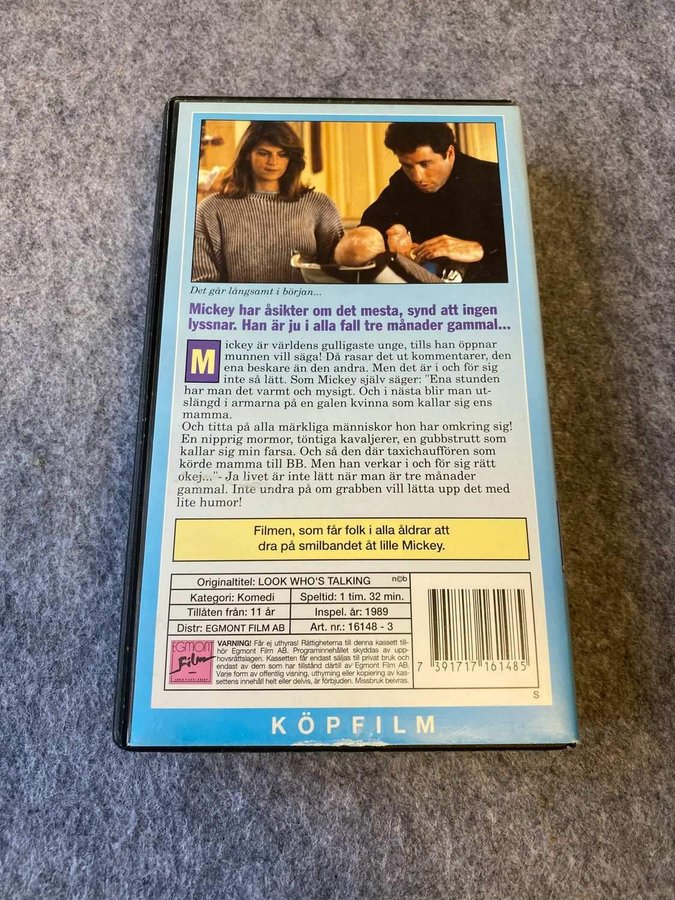 Det går långsamt i början...
Mickey har åsikter om det mesta, synd att ingen
lyssnar. Han är ju i alla fall tre månader gammal...
Mickey är världens gulligaste unge, tills han öppnar
munnen vill säga! Då rasar det ut kommentarer, den
ena beskare än den andra. Men det är i och för sig
inte så lätt. Som Mickey själv säger: "Ena stunden
har man det varmt och mysigt. Och i nästa blir man ut-
slängd i armarna på en galen kvinna som kallar sig ens
mamma.
Och titta på alla märkliga människor hon har omkring sig!
En nipprig mormor, töntiga kavaljerer, en gubbstrutt som
kallar sig min farsa. Och så den där taxichauffören som
körde mamma till BB. Men han verkar i och för sig rätt
okej..."- Ja livet är inte lätt när man är tre månader
gammal. Inte undra på om grabben vill lätta upp det med
lite humor!
Filmen, som får folk i alla åldrar att
dra på smilbandet åt lille Mickey.
Originaltitel: LOOK WHO'S TALKING n©b
Kategori: Komedi Speltid: 1 tim. 32 min.
Tillåten från: 11 år Inspel. år: 1989
Distr: EGMONT FILM AB Art. nr.: 16148 - 3
EGMONT
Film
VARNING! Får ej uthyras! Rättigheterna till denna kassett till-
hör Egmont Film AB. Programinnehållet skyddas av upp-
hovsrättslagen. Kassetten får endast säljas till privat bruk och
endast av dem som har tillstånd därtill av Egmont Film AB.
Varje form av offentlig visning, uthyrning eller kopiering av kas-
settens innehåll helt eller delvis, är förbjuden. Missbruk beivras.
7 391717 161485
S
KÖPFILM